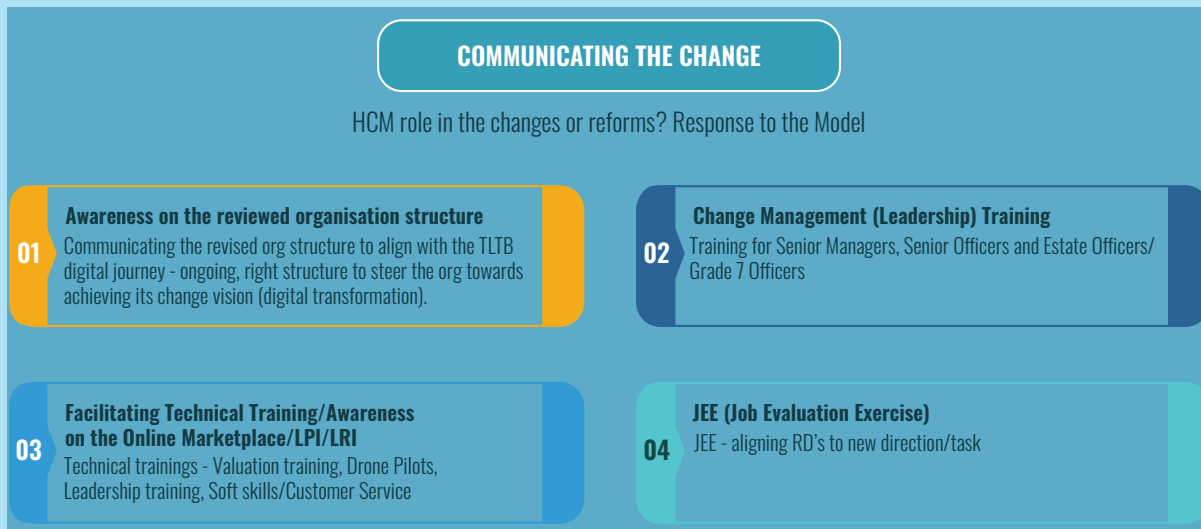 COMMUNICATING THE CHANGE
HCM role in the changes or reforms? Response to the Model
01
Awareness on the reviewed organisation structure
Communicating the revised org structure to align with the TLTB
digital journey - ongoing, right structure to steer the org towards
achieving its change vision (digital transformation).
02
Change Management (Leadership) Training
Training for Senior Managers, Senior Officers and Estate Officers/
Grade 7 Officers
03
Facilitating Technical Training/Awareness
on the Online Marketplace/LPI/LRI
Technical trainings - Valuation training, Drone Pilots,
Leadership training, Soft skills/Customer Service
04
JEE (Job Evaluation Exercise)
JEE - aligning RD's to new direction/task